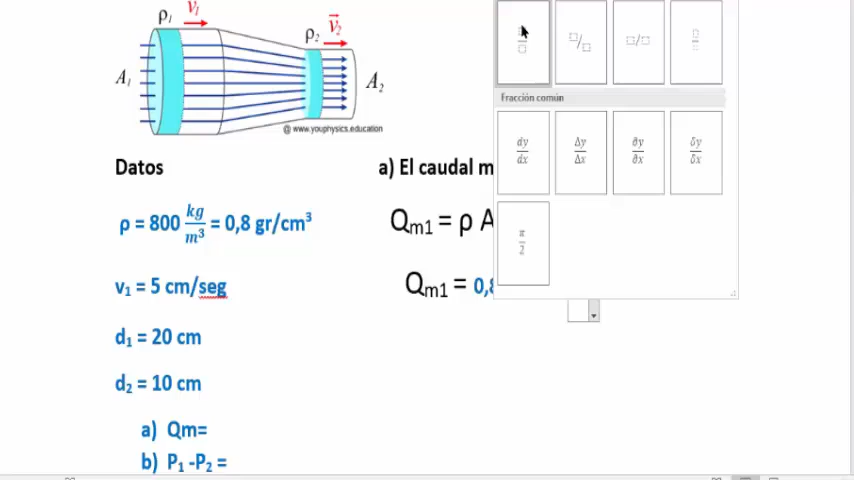 ρ₁ v₁ ρ₂ v₂
A₁ A₂
@ www.youphysics.education
Fracción común
dy/dx Δy/Δx ∂y/∂x δy/δx
π/2
Datos
ρ = 800 kg/m³ = 0,8 gr/cm³
v₁ = 5 cm/seg
d₁ = 20 cm
d₂ = 10 cm
a) Qm=
b) P₁ -P₂ =
a) El caudal m
Qm1 = ρ A
Qm1 = 0,8